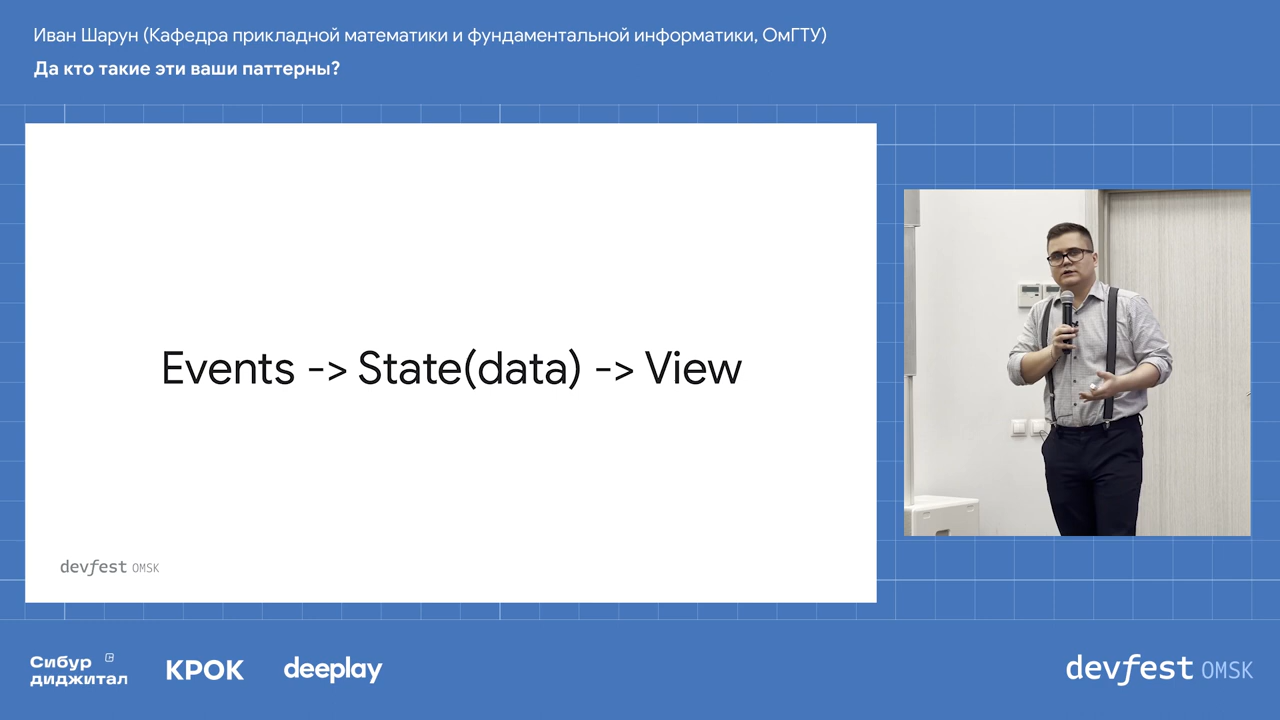 Иван Шарун (Кафедра прикладной математики и фундаментальной информатики, ОмГТУ)
Да кто такие эти ваши паттерны?
Events -> State(data) -> View
devfest OMSK
Сибур
диджитал
КРОК
deeplay
devfest OMSK